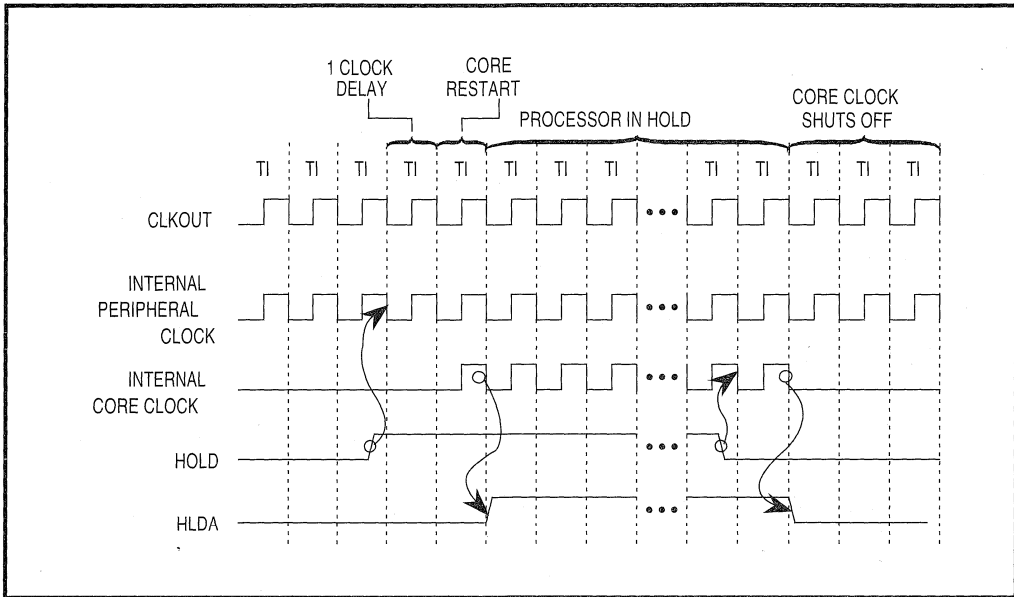 1 CLOCK
DELAY
CORE
RESTART
PROCESSOR IN HOLD
CORE CLOCK
SHUTS OFF
TI TI TI TI TI TI TI TI TI TI TI TI TI
CLKOUT
INTERNAL
PERIPHERAL
CLOCK
INTERNAL
CORE CLOCK
HOLD
HLDA